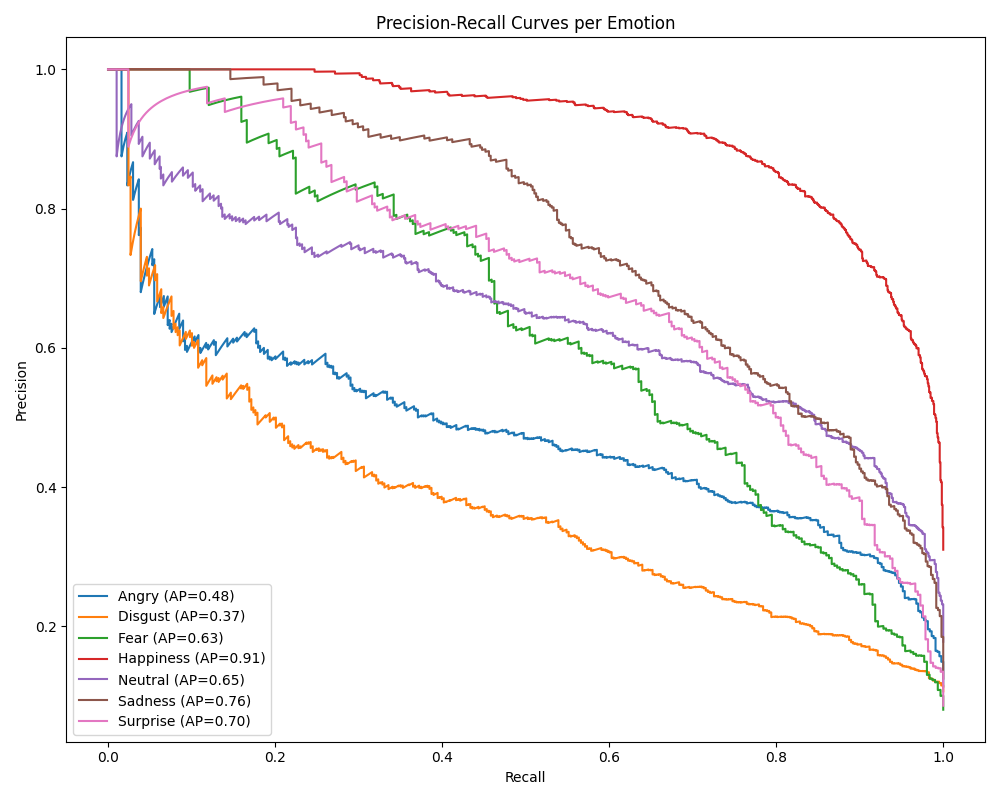 Precision-Recall Curves per Emotion
Precision
1.0
0.8
0.6
0.4
0.2
Angry (AP=0.48)
Disgust (AP=0.37)
Fear (AP=0.63)
Happiness (AP=0.91)
Neutral (AP=0.65)
Sadness (AP=0.76)
Surprise (AP=0.70)
0.0
0.2
0.4
0.6
0.8
1.0
Recall